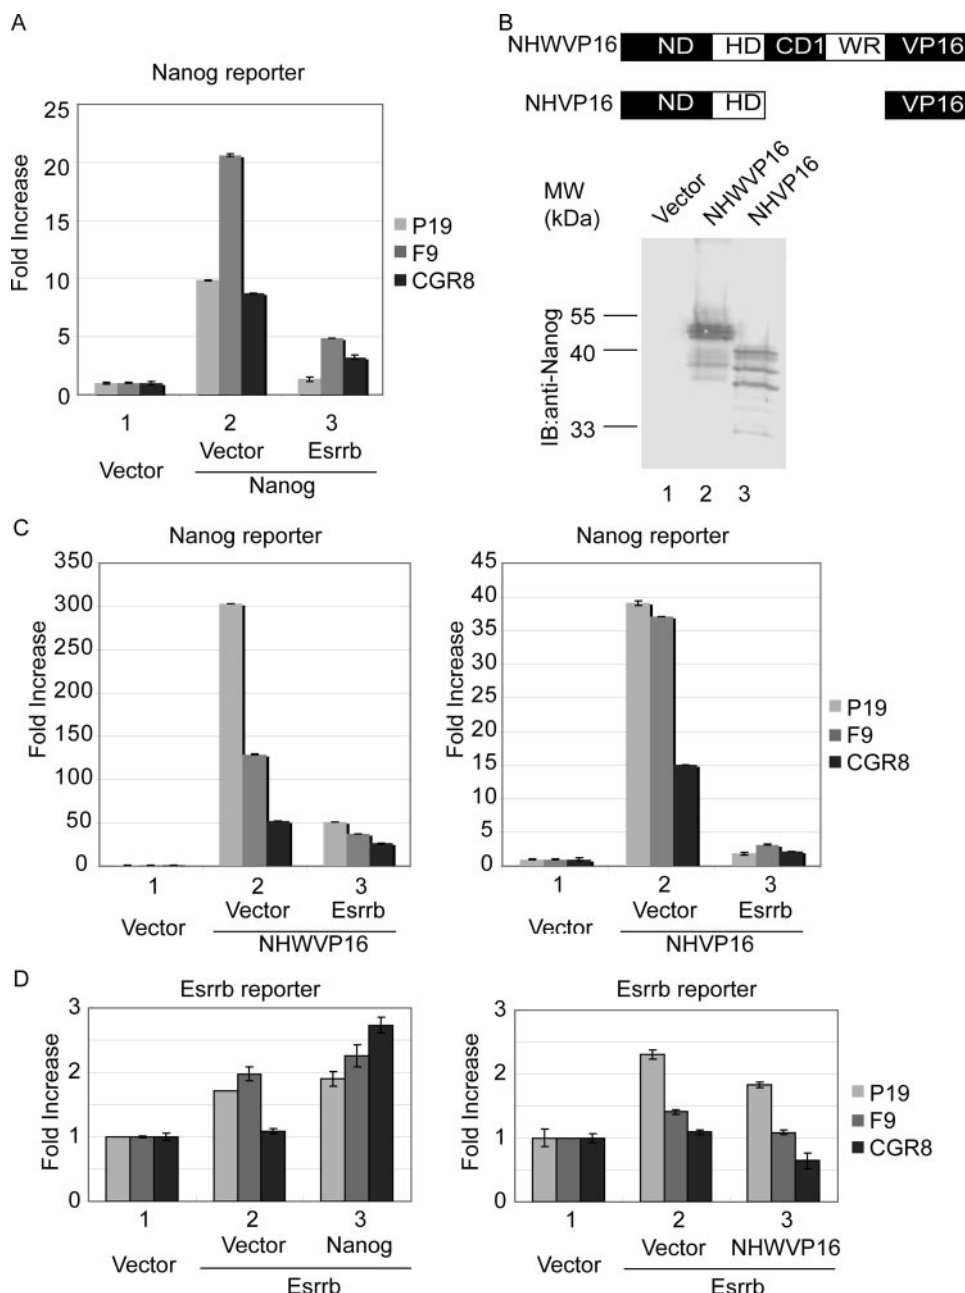 A
Nanog reporter
Fold Increase
25
20
15
10
5
0
P19
F9
CGR8
1
2
3
Vector
Esrrb
Vector
Nanog
B
NHWVP16
ND
HD
CD1
WR
VP16
NHVP16
ND
HD
VP16
MW
(kDa)
Vector
NHWVP16
NHVP16
IB:anti-Nanog
55
40
33
1
2
3
C
Nanog reporter
Fold Increase
350
300
250
200
150
100
50
0
1
2
3
Vector
Esrrb
Vector
NHWVP16
Nanog reporter
Fold Increase
45
40
35
30
25
20
15
10
5
0
P19
F9
CGR8
1
2
3
Vector
Esrrb
Vector
NHVP16
D
Esrrb reporter
Fold Increase
3
2
1
0
1
2
3
Vector
Nanog
Vector
Esrrb
Esrrb reporter
Fold Increase
3
2
1
0
P19
F9
CGR8
1
2
3
Vector
NHWVP16
Vector
Esrrb